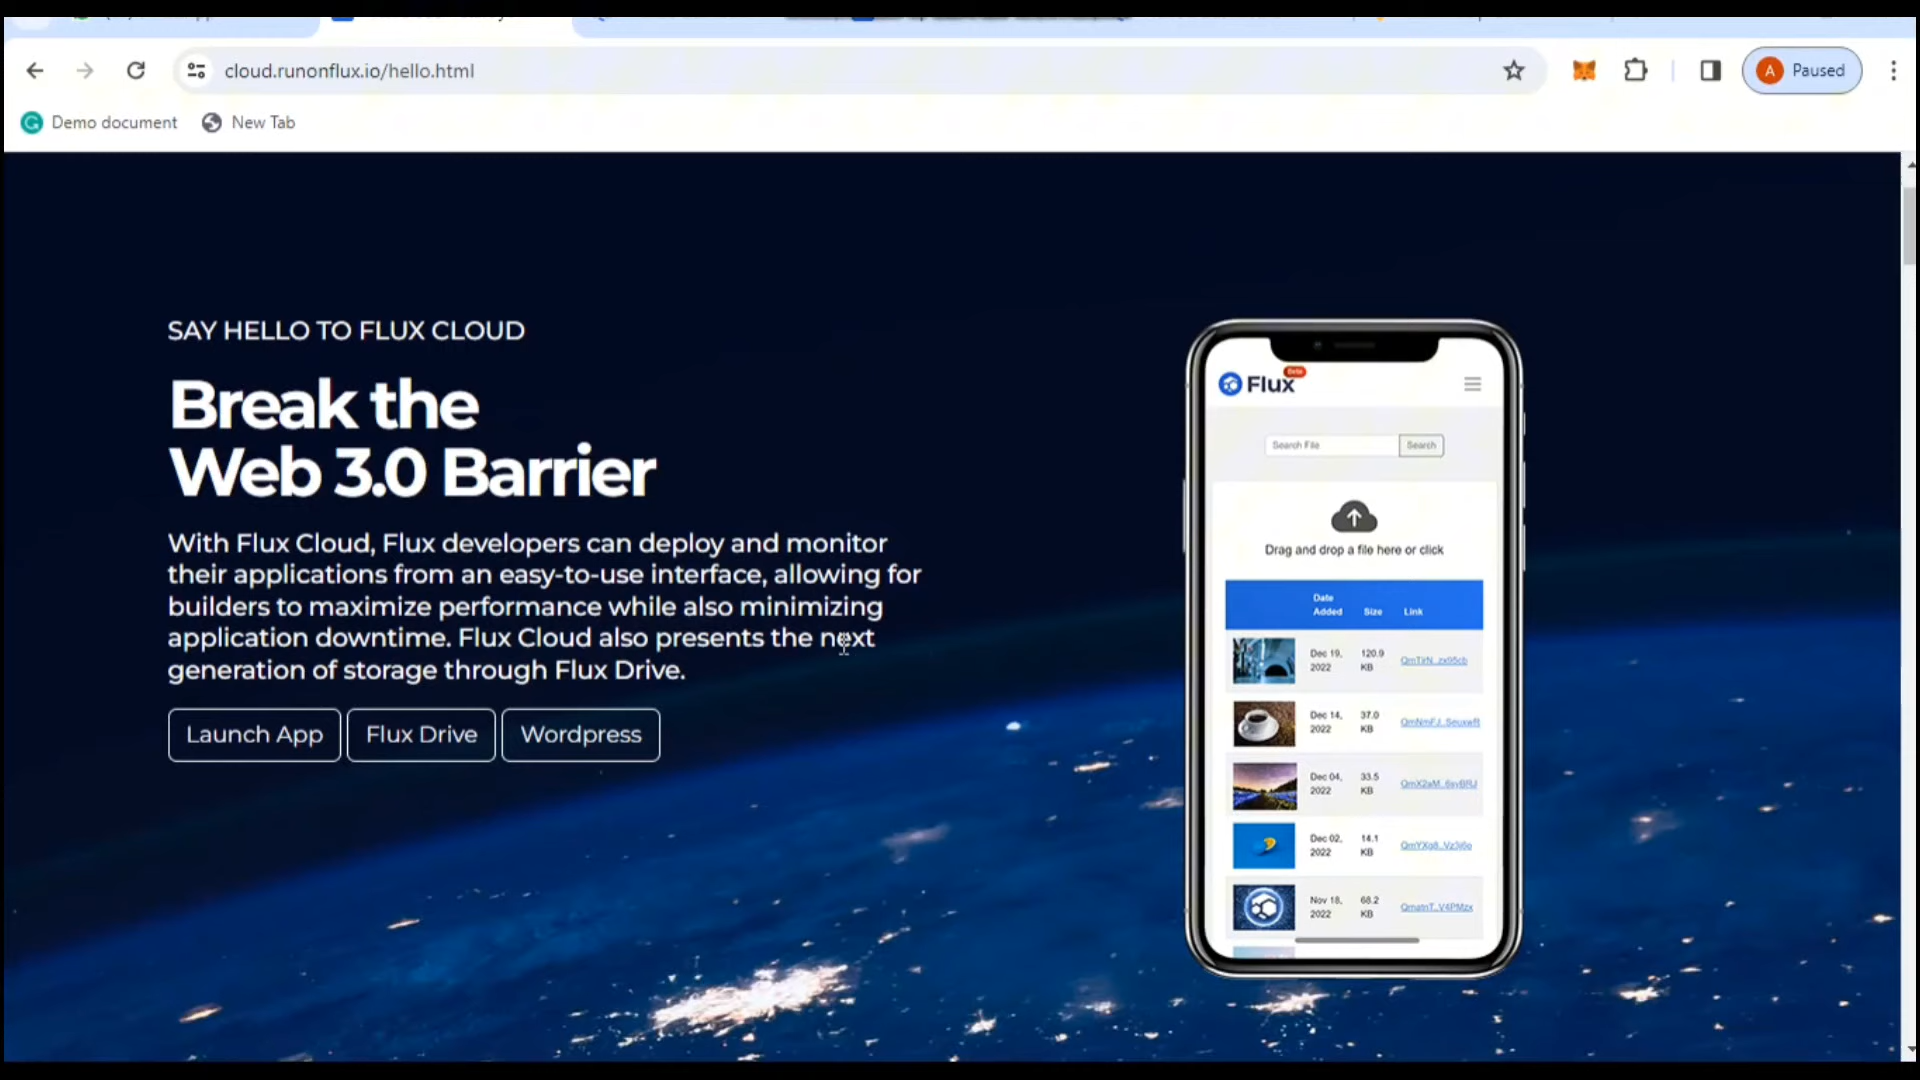 cloud.runonflux.io/hello.html
A Paused
Demo document
New Tab
SAY HELLO TO FLUX CLOUD
Break the
Web 3.0 Barrier
With Flux Cloud, Flux developers can deploy and monitor
their applications from an easy-to-use interface, allowing for
builders to maximize performance while also minimizing
application downtime. Flux Cloud also presents the next
generation of storage through Flux Drive.
Launch App
Flux Drive
Wordpress
Flux
Beta
Search File
Search
Drag and drop a file here or click
Date
Added
Size
Link
Dec 19,
2022
120.9
KB
Dec 14,
2022
37.0
KB
Dec 04,
2022
33.5
KB
Dec 02,
2022
14.1
KB
Nov 18,
2022
68.2
KB